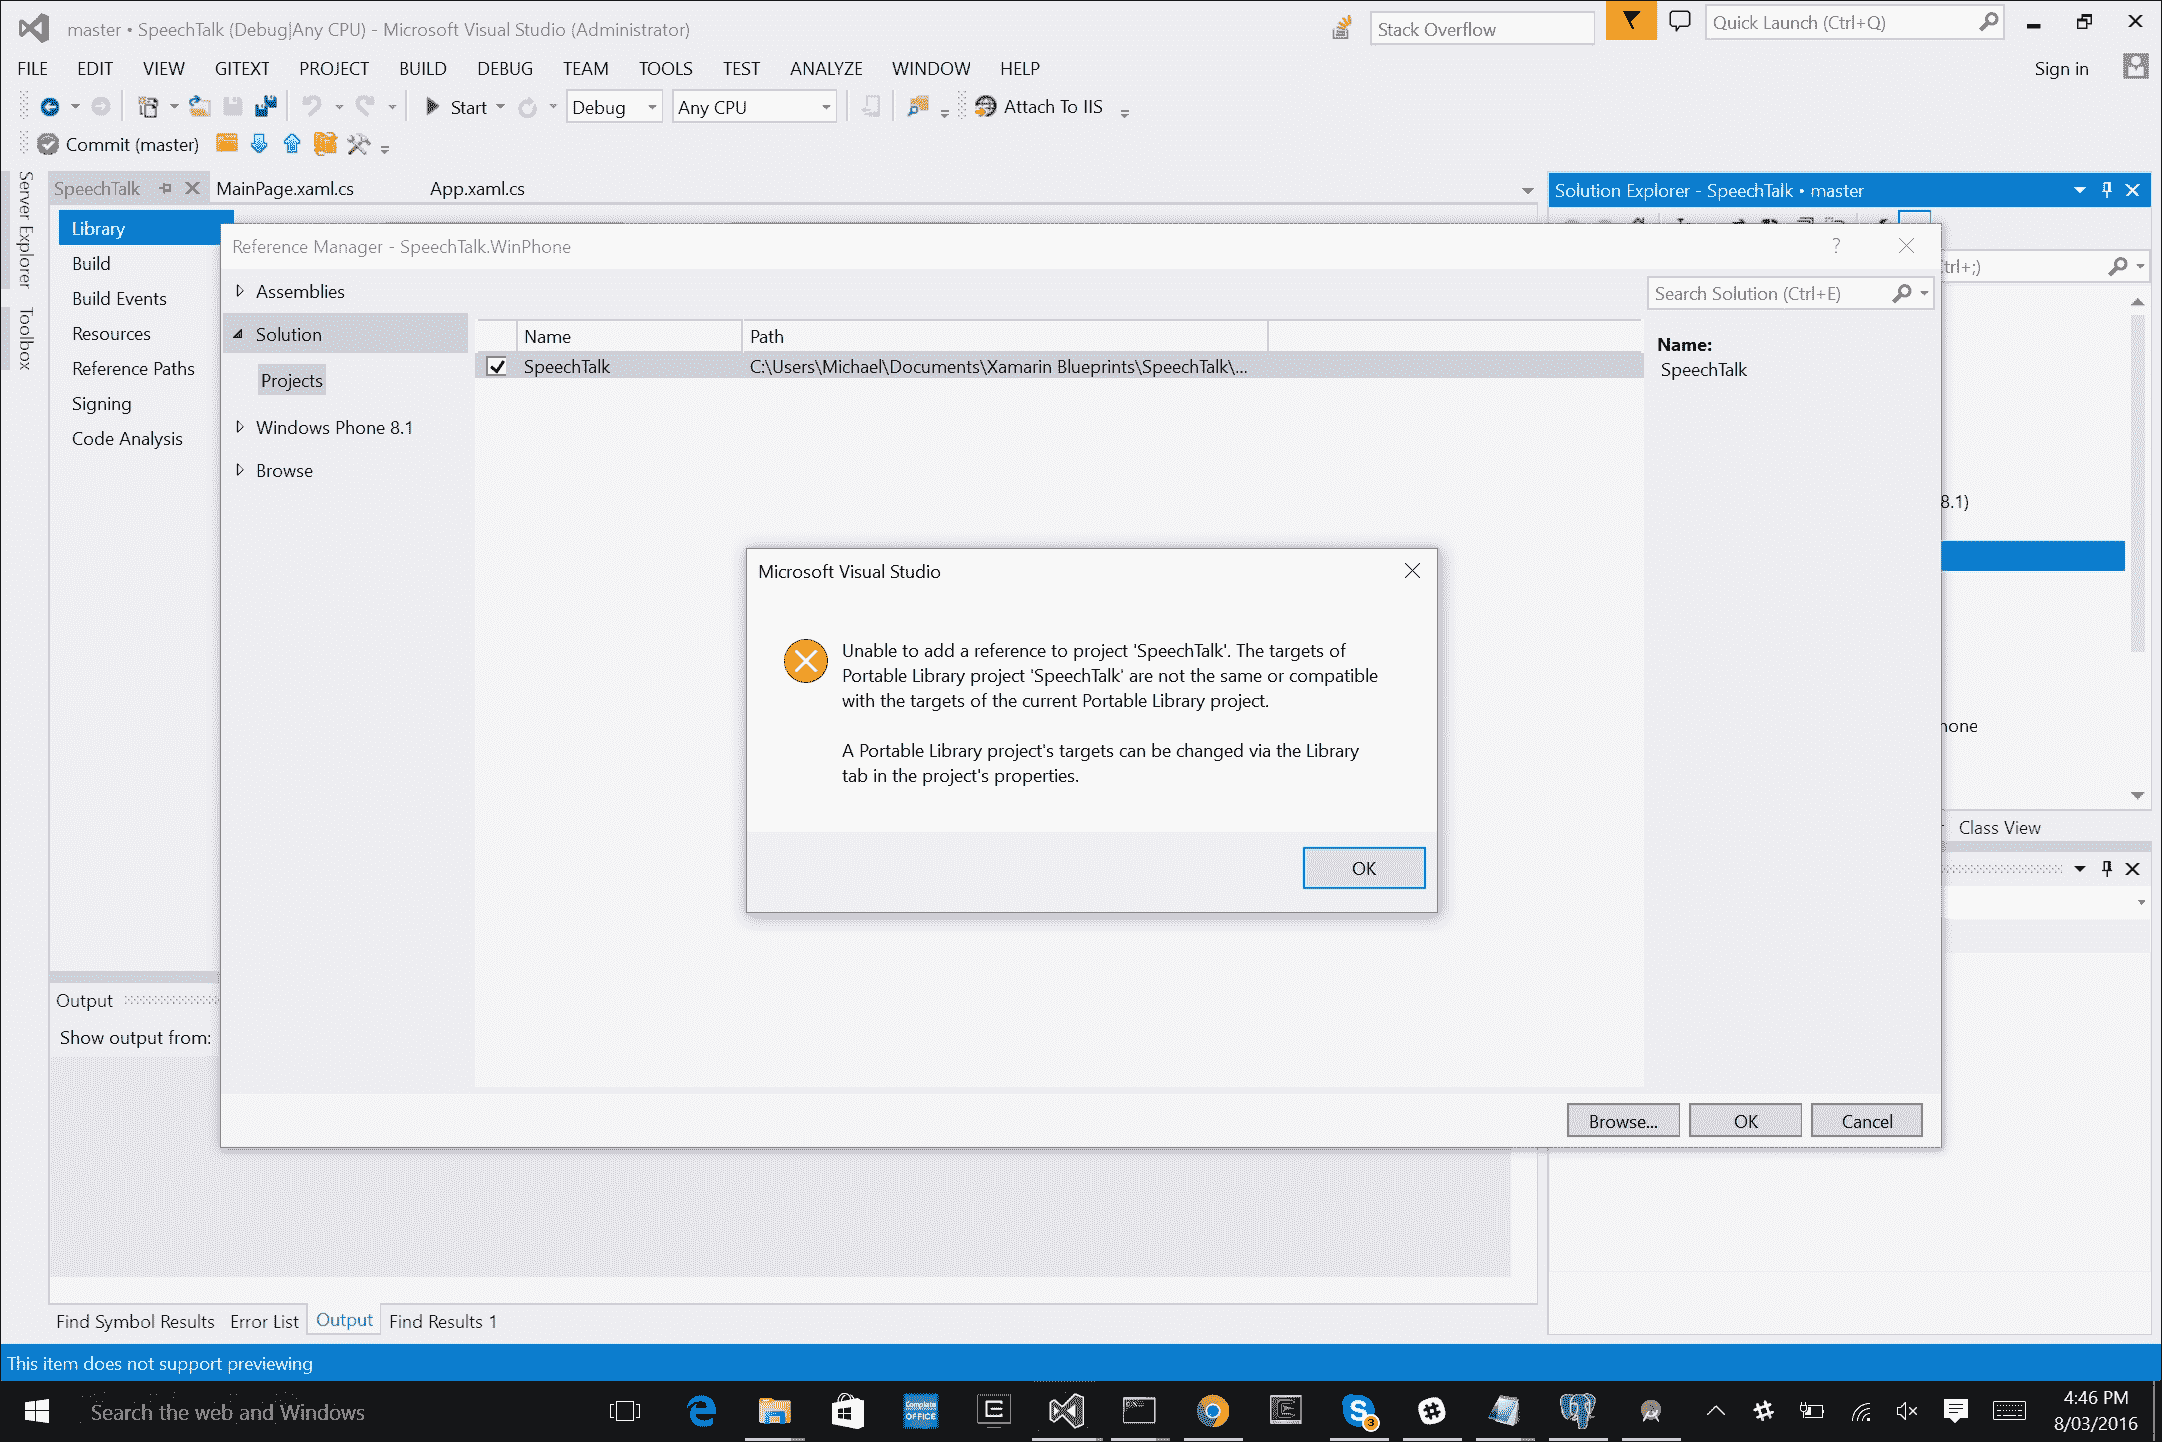 master • SpeechTalk (Debug|Any CPU) - Microsoft Visual Studio (Administrator)
Stack Overflow
Quick Launch (Ctrl+Q)
FILE EDIT VIEW GITEXT PROJECT BUILD DEBUG TEAM TOOLS TEST ANALYZE WINDOW HELP
Sign in
Start Debug Any CPU Attach To IIS
Commit (master)
Server Explorer
Toolbox
SpeechTalk MainPage.xaml.cs App.xaml.cs
Solution Explorer - SpeechTalk • master
Library
Build
Build Events
Resources
Reference Paths
Signing
Code Analysis
Reference Manager - SpeechTalk.WinPhone
?
trl+;)
Assemblies
Solution
Projects
Windows Phone 8.1
Browse
Search Solution (Ctrl+E)
Name Path
SpeechTalk C:\Users\Michael\Documents\Xamarin Blueprints\SpeechTalk\...
Name:
SpeechTalk
8.1)
Microsoft Visual Studio
Unable to add a reference to project 'SpeechTalk'. The targets of
Portable Library project 'SpeechTalk' are not the same or compatible
with the targets of the current Portable Library project.
A Portable Library project's targets can be changed via the Library
tab in the project's properties.
OK
hone
Class View
Output
Show output from:
Browse... OK Cancel
Find Symbol Results Error List Output Find Results 1
This item does not support previewing
Search the web and Windows
Complete
OFFICE
3
4:46 PM
8/03/2016